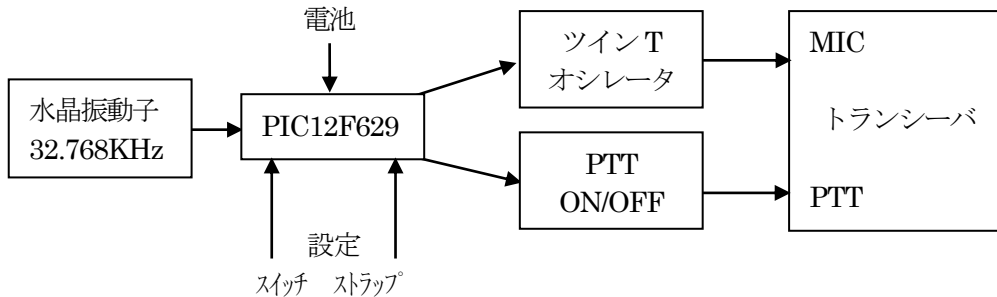 電池
水晶振動子
32.768KHz
PIC12F629
ツイン T
オシレータ
PTT
ON/OFF
MIC
トランシーバ
PTT
設定
スイッチ ストラップ